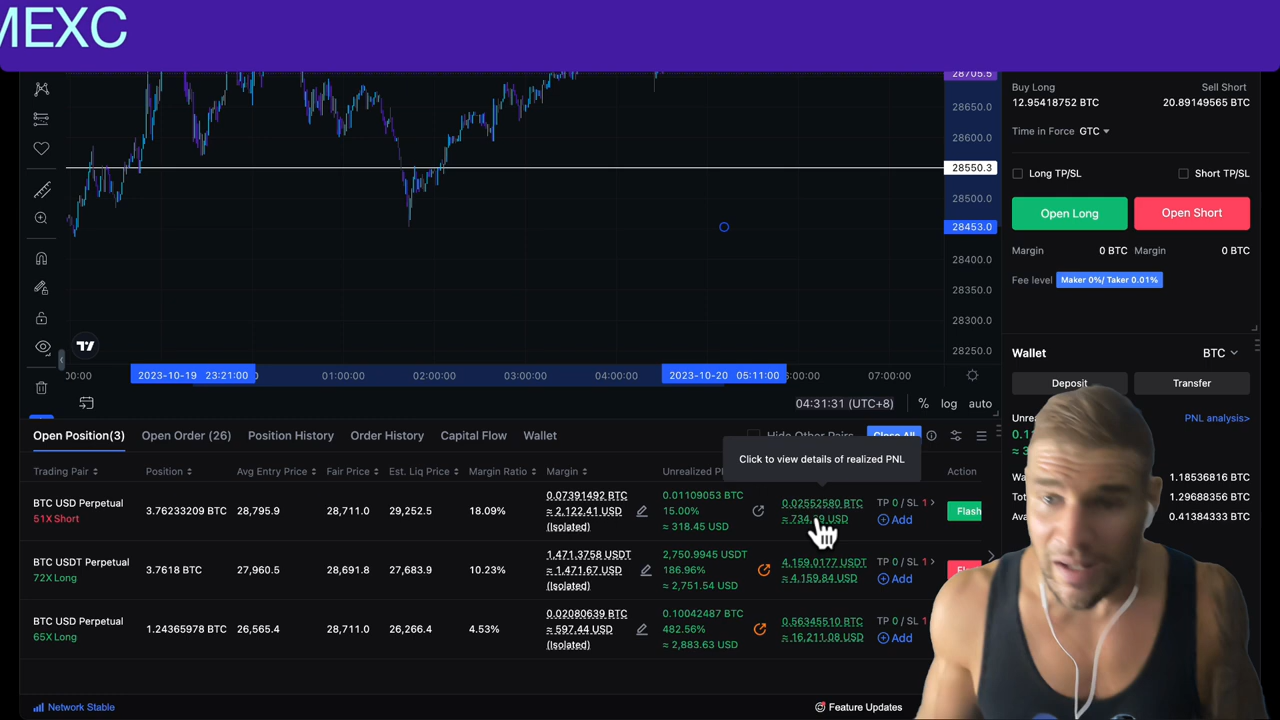 MEXC
28705.5
28650.0
28600.0
28550.3
28500.0
28453.0
28400.0
28350.0
28300.0
28250.0
:00:00
2023-10-19 23:21:00
01:00:00
02:00:00
03:00:00
04:00:00
2023-10-20 05:11:00
:00:00
07:00:00
04:31:31 (UTC+8)
%
log
auto
Buy Long
Sell Short
12.95418752 BTC
20.89149565 BTC
Time in Force GTC
Long TP/SL
Short TP/SL
Open Long
Open Short
Margin 0 BTC
Margin 0 BTC
Fee level
Maker 0%/ Taker 0.01%
Wallet
BTC
Deposit
Transfer
PNL analysis>
1.18536816 BTC
1.29688356 BTC
0.41384333 BTC
Open Position(3)
Open Order (26)
Position History
Order History
Capital Flow
Wallet
Hide Other Pairs
Close All
Click to view details of realized PNL
Trading Pair
Position
Avg Entry Price
Fair Price
Est. Liq Price
Margin Ratio
Margin
Unrealized
Action
BTC USD Perpetual
51X Short
3.76233209 BTC
28,795.9
28,711.0
29,252.5
18.09%
0.07391492 BTC
≈ 2,122.41 USD
(Isolated)
0.01109053 BTC
15.00%
≈ 318.45 USD
0.02552580 BTC
TP 0 / SL 1 >
Add
Flash
BTC USDT Perpetual
72X Long
3.7618 BTC
27,960.5
28,691.8
27,683.9
10.23%
1,471.3758 USDT
≈ 1,471.67 USD
(Isolated)
2,750.9945 USDT
186.96%
≈ 2,751.54 USD
4,159.0177 USDT
≈ 4,159.84 USD
TP 0 / SL 1
Add
BTC USD Perpetual
65X Long
1.24365978 BTC
26,565.4
28,711.0
26,266.4
4.53%
0.02080639 BTC
≈ 597.44 USD
(Isolated)
0.10042487 BTC
482.56%
≈ 2,883.63 USD
0.56345510 BTC
≈ 16,211.08 USD
TP 0 / SL
Add
Network Stable
Feature Updates